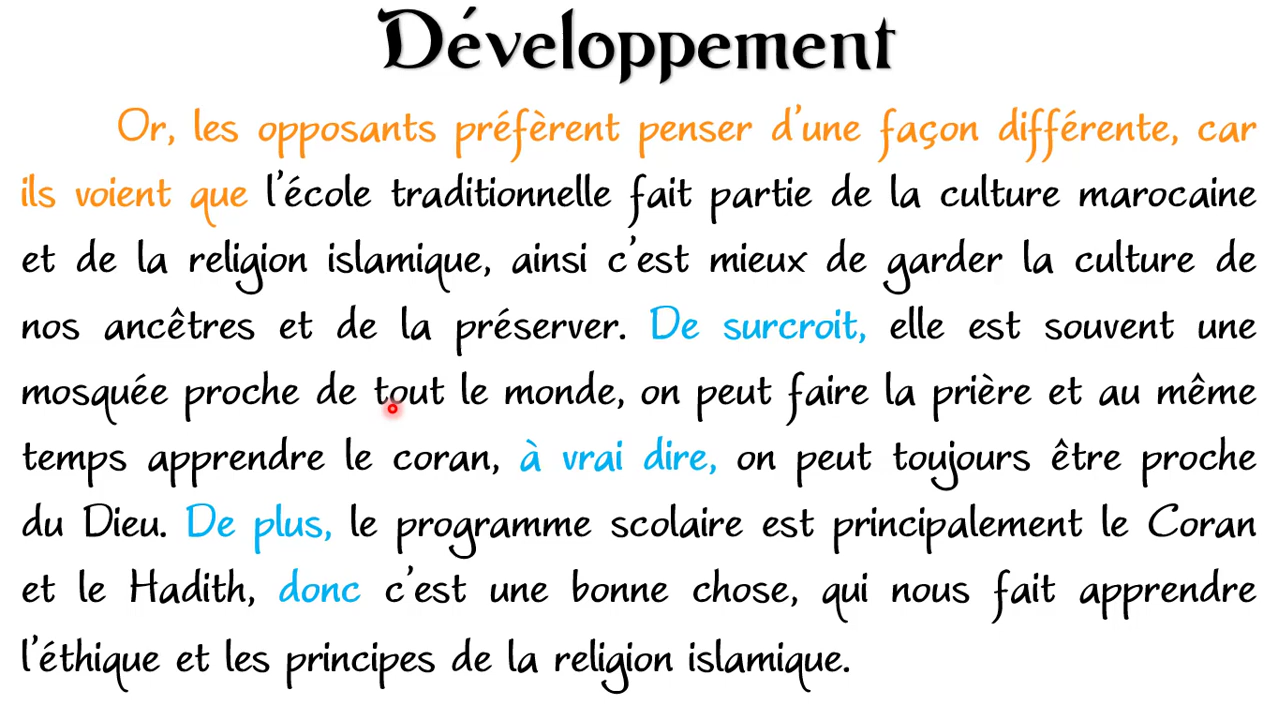 Développement
Or, les opposants préfèrent penser d'une façon différente, car
ils voient que l'école traditionnelle fait partie de la culture marocaine
et de la religion islamique, ainsi c'est mieux de garder la culture de
nos ancêtres et de la préserver. De surcroit, elle est souvent une
mosquée proche de tout le monde, on peut faire la prière et au même
temps apprendre le coran, à vrai dire, on peut toujours être proche
du Dieu. De plus, le programme scolaire est principalement le Coran
et le Hadith, donc c'est une bonne chose, qui nous fait apprendre
l'éthique et les principes de la religion islamique.